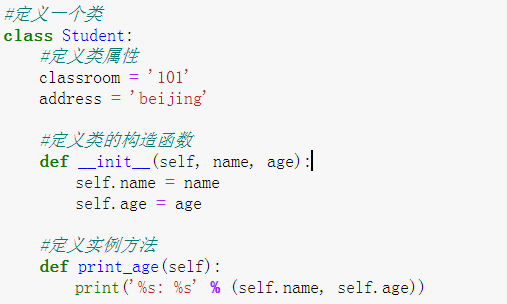 #定义一个类
class Student:
    #定义类属性
    classroom = '101'
    address = 'beijing'
    #定义类的构造函数
    def __init__(self, name, age):
        self.name = name
        self.age = age
    #定义实例方法
    def print_age(self):
        print('%s: %s' % (self.name, self.age))